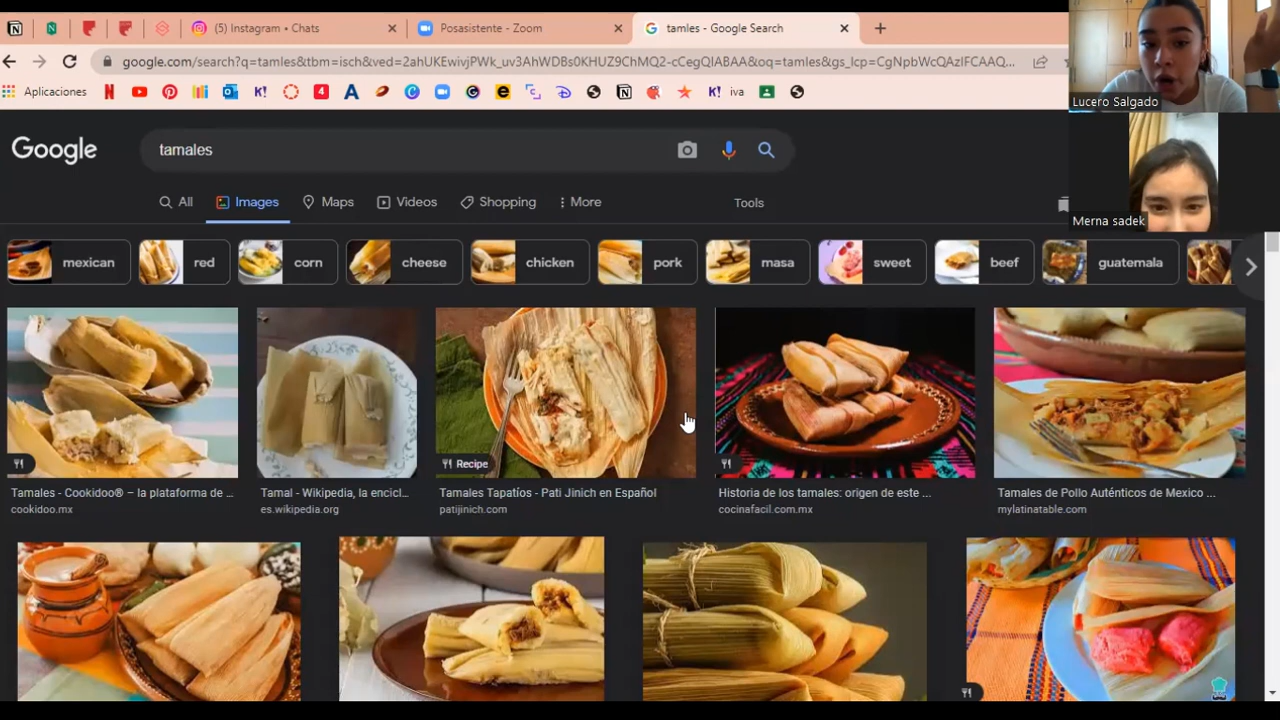 (5) Instagram • Chats
Posasistente - Zoom
tamles - Google Search
google.com/search?q=tamles&tbm=isch&ved=2ahUKEwivjPWk_uv3AhWDBs0KHUZ9ChMQ2-cCegQIABAA&oq=tamles&gs_lcp=CgNpbWcQAzIFCAAQ...
Aplicaciones
iva
Lucero Salgado
Merna sadek
Google
tamales
All
Images
Maps
Videos
Shopping
More
Tools
mexican
red
corn
cheese
chicken
pork
masa
sweet
beef
guatemala
Recipe
Tamales - Cookidoo® – la plataforma de ...
cookidoo.mx
Tamal - Wikipedia, la encicl...
es.wikipedia.org
Tamales Tapatíos - Pati Jinich en Español
patijinich.com
Historia de los tamales: origen de este ...
cocinafacil.com.mx
Tamales de Pollo Auténticos de Mexico ...
mylatinatable.com